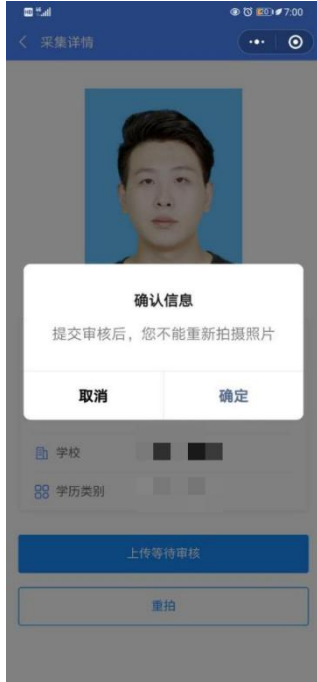 HD 7:00
采集详情
确认信息
提交审核后，您不能重新拍摄照片
取消 确定
学校
学历类别
上传等待审核
重拍